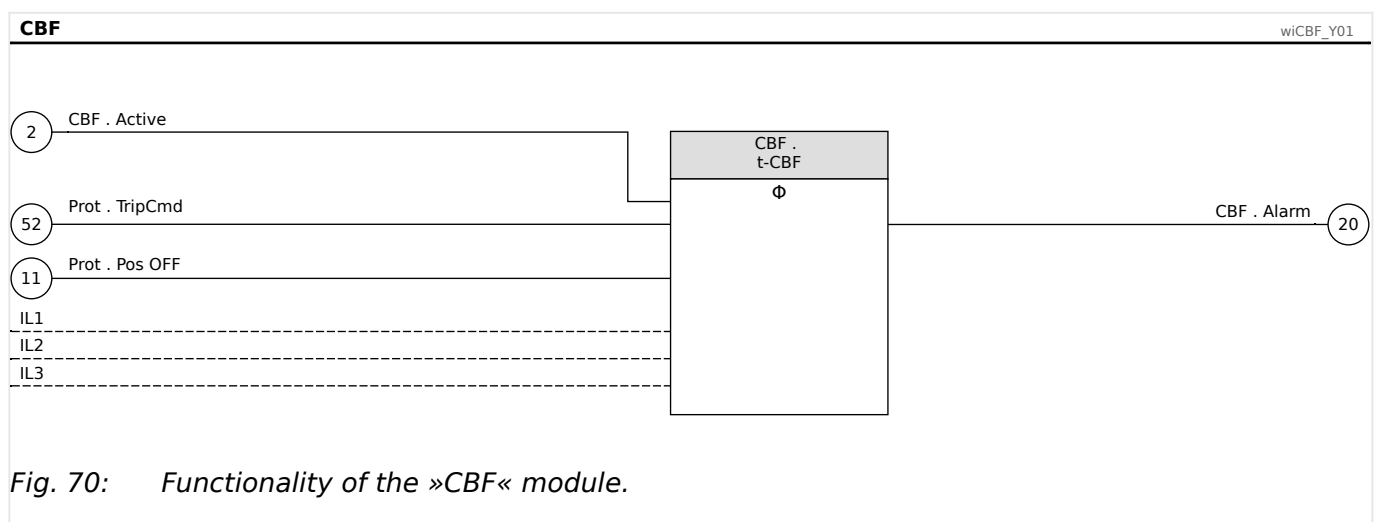 CBF
wiCBF_Y01
2
CBF . Active
CBF .
t-CBF
Φ
52
Prot . TripCmd
CBF . Alarm
20
11
Prot . Pos OFF
IL1
IL2
IL3
Fig. 70: Functionality of the »CBF« module.